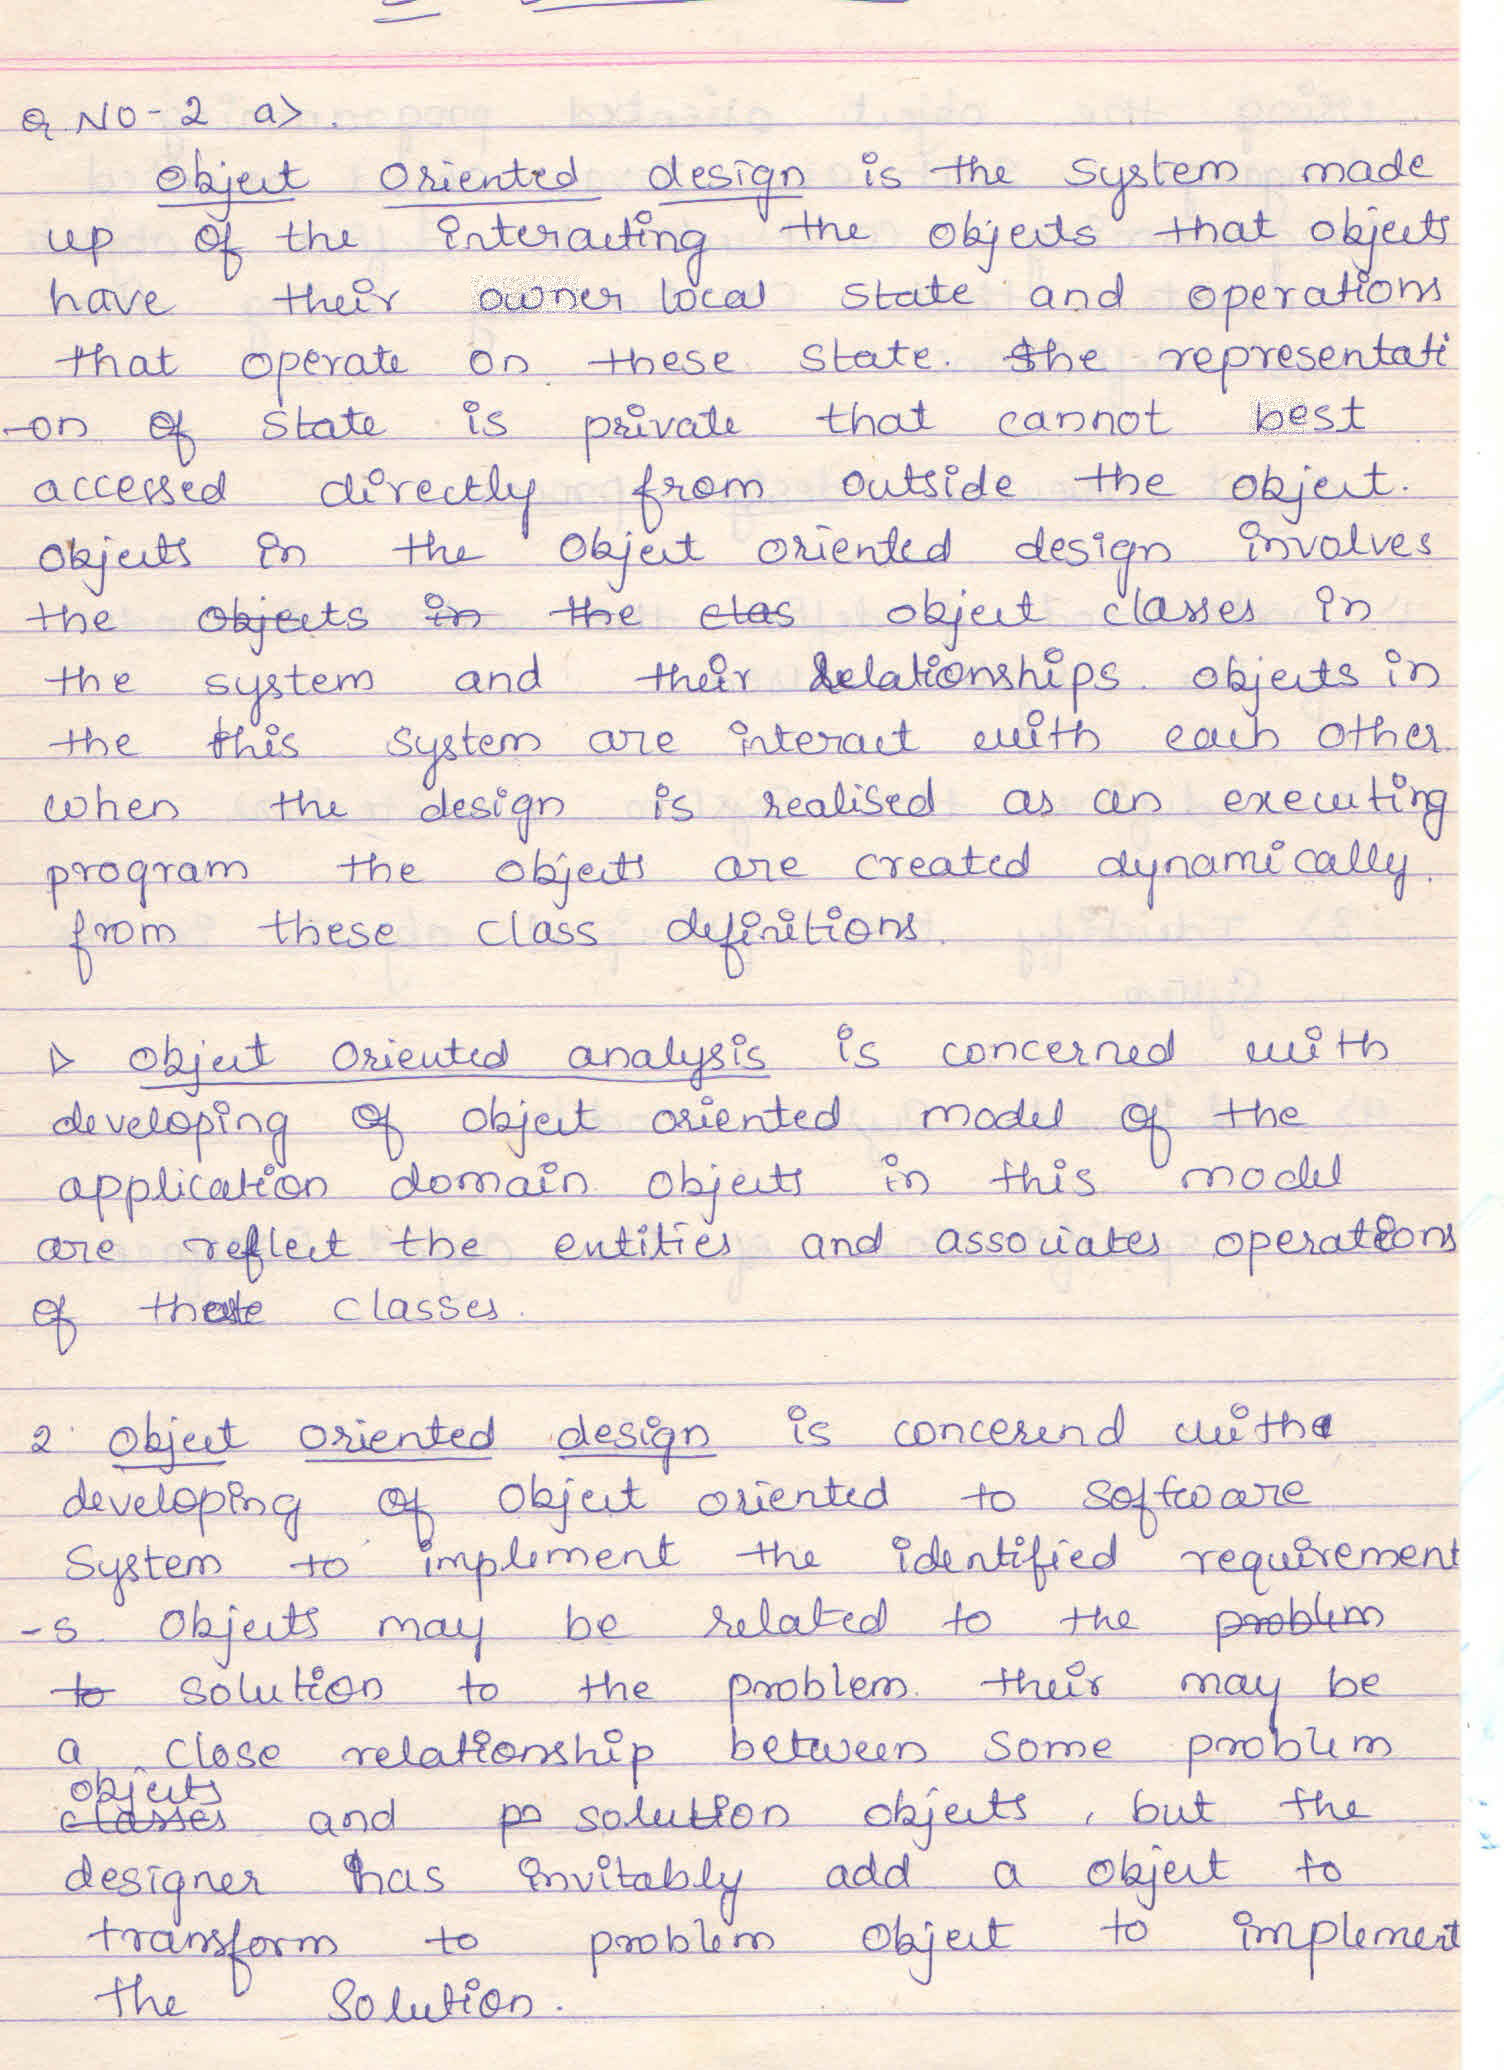 Q NO-2 a>.
Object Oriented design is the system made
up of the interacting the objects that objects
have their owner local state and operations
that operate on these state. The representati
-on of state is private that cannot best
accessed directly from outside the object.
Objects in the object oriented design involves
the objects in the clas object classes in
the system and their relationships. objects in
the this system are interact with each other
when the design is realised as an executing
program the objects are created dynamically.
from these class definitions.
1> Object oriented analysis is concerned with
developing of object oriented model of the
application domain. objects in this model
are reflect the entities and associates operations
of these classes.
2. Object oriented design is concerend with
developing of object oriented to software
System to implement the identified requirement
-s. Objects may be related to the problem
to solution to the problem. their may be
a close relationship between some problem
objects
classes and po solution objects, but the
designer has invitably add a object to
transform to problem object to implement
the solution.